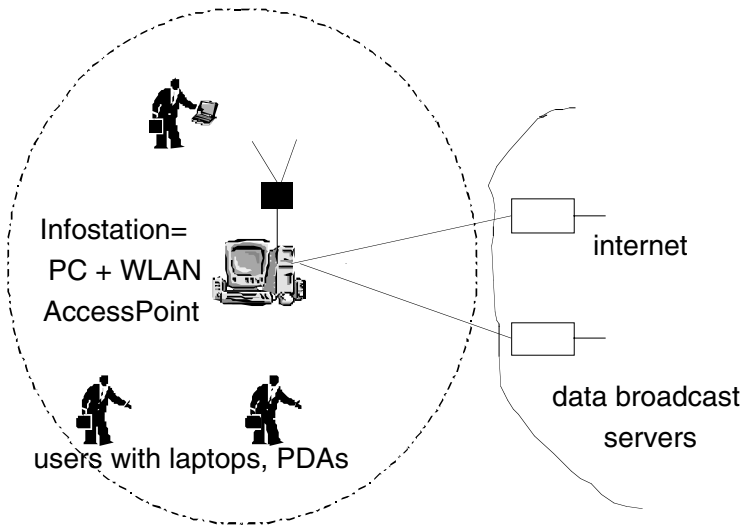 Infostation=
PC + WLAN
AccessPoint
internet
data broadcast
servers
users with laptops, PDAs